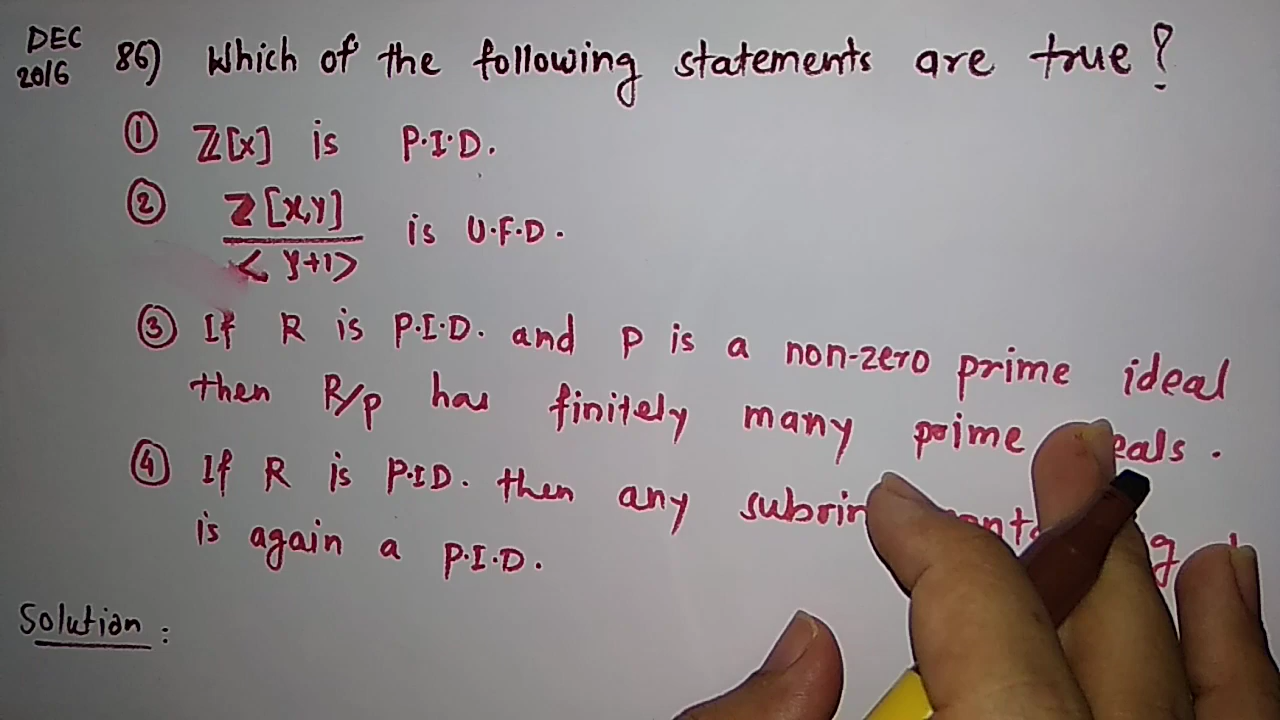 DEC
2016
86) Which of the following statements are true?
① Z[x] is P.I.D.
② Z[X,Y]
< Y+1>
is U.F.D.
③ If R is P.I.D. and P is a non-zero prime ideal
then R/p has finitely many prime
④ If R is P.I.D. then any
is again a P.I.D.
Solution :